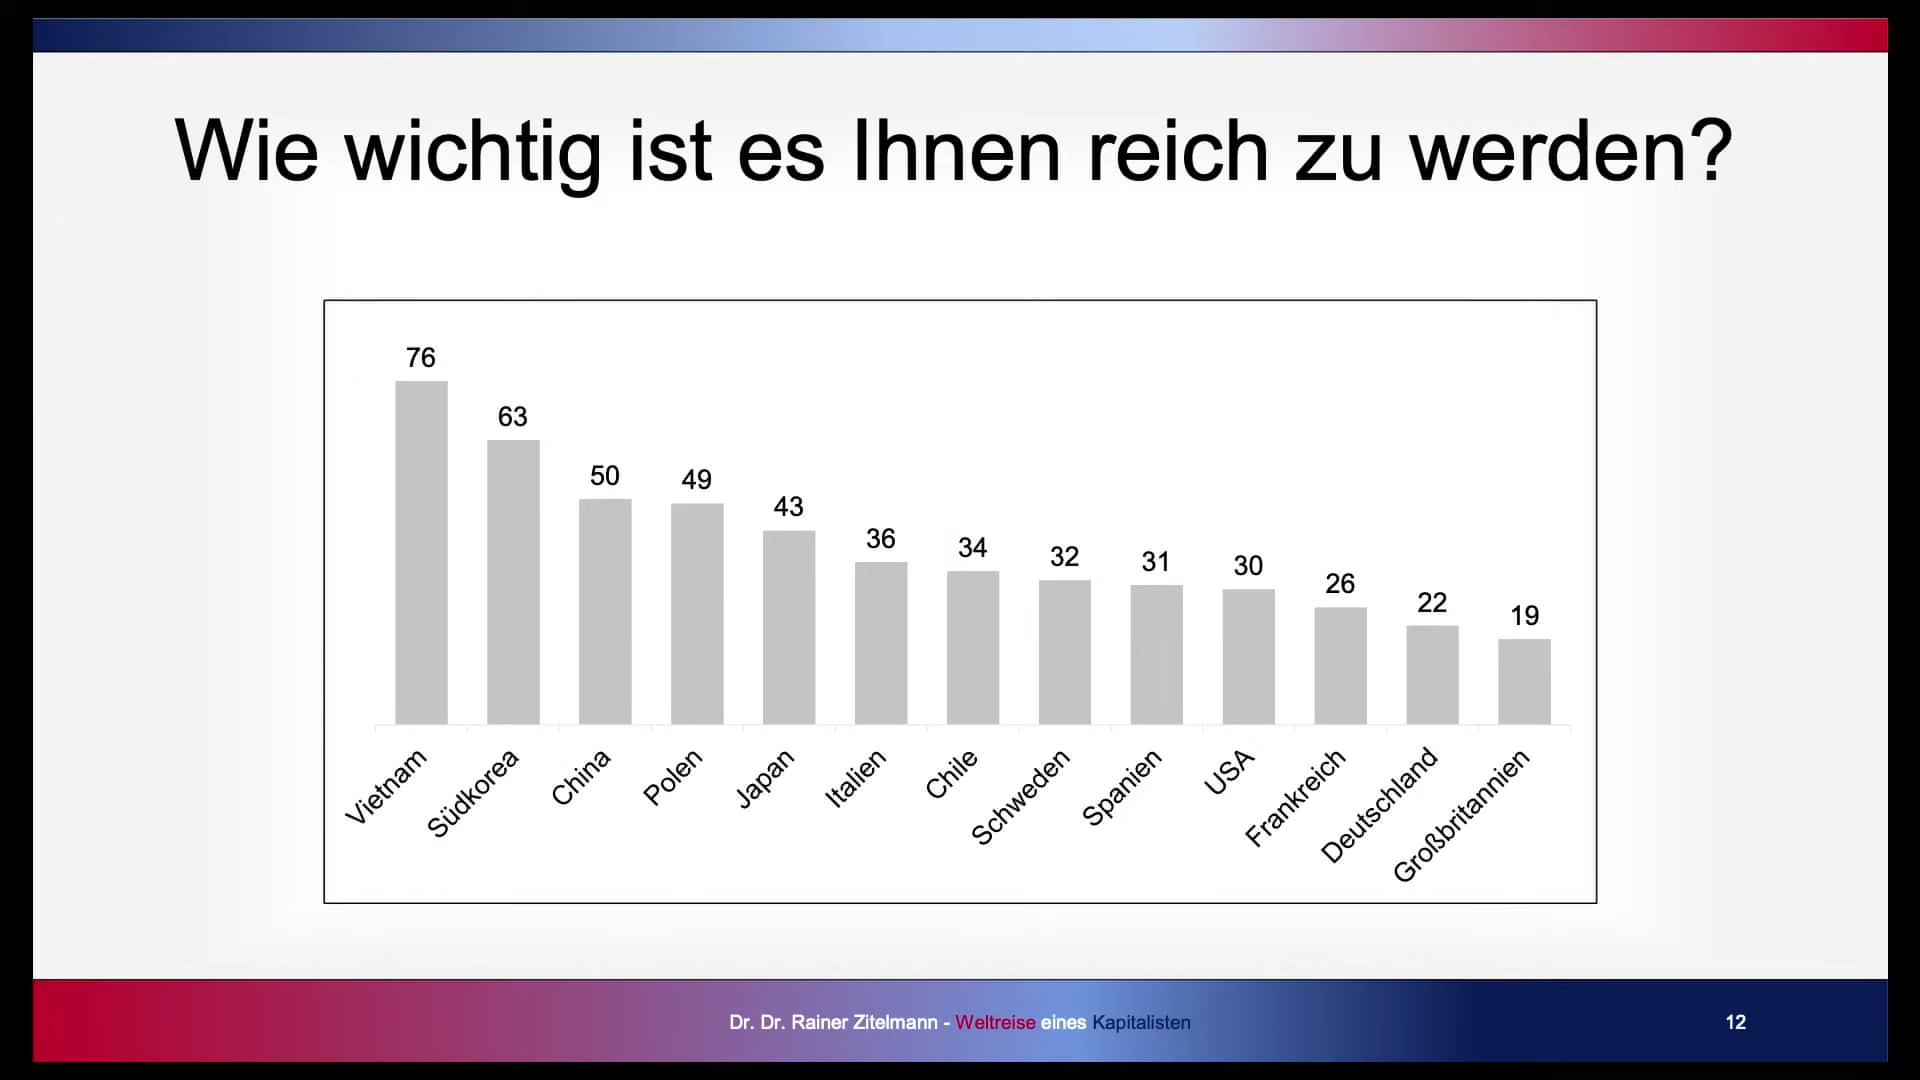 Wie wichtig ist es Ihnen reich zu werden?
76
63
50
49
43
36
34
32
31
30
26
22
19
Vietnam
Südkorea
China
Polen
Japan
Italien
Chile
Schweden
Spanien
USA
Frankreich
Deutschland
Großbritannien
Dr. Dr. Rainer Zitelmann - Weltreise eines Kapitalisten
12